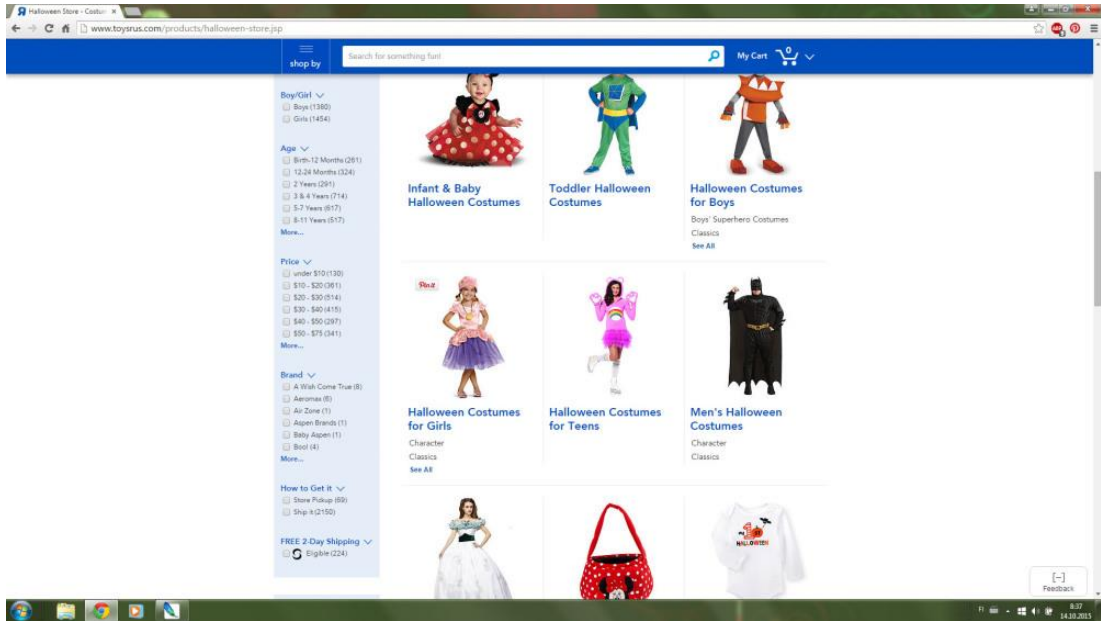 Halloween Store - Costum
www.toysrus.com/products/halloween-store.jsp
shop by
Search for something fun!
My Cart
0
Boy/Girl
Boys (1380)
Girls (1454)
Age
Birth-12 Months (261)
12-24 Months (324)
2 Years (291)
3 & 4 Years (714)
5-7 Years (617)
8-11 Years (517)
More...
Price
under $10 (130)
$10 - $20 (361)
$20 - $30 (514)
$30 - $40 (415)
$40 - $50 (297)
$50 - $75 (341)
More...
Brand
A Wish Come True (8)
Aeromax (6)
Air Zone (1)
Aspen Brands (1)
Baby Aspen (1)
Boo! (4)
More...
How to Get it
Store Pickup (69)
Ship it (2150)
FREE 2-Day Shipping
Eligible (224)
Infant & Baby
Halloween Costumes
Toddler Halloween
Costumes
Halloween Costumes
for Boys
Boys' Superhero Costumes
Classics
See All
Pin it
Halloween Costumes
for Girls
Character
Classics
See All
Halloween Costumes
for Teens
Men's Halloween
Costumes
Character
Classics
HALLOWEEN
[-]
Feedback
FI
8:37
14.10.2015